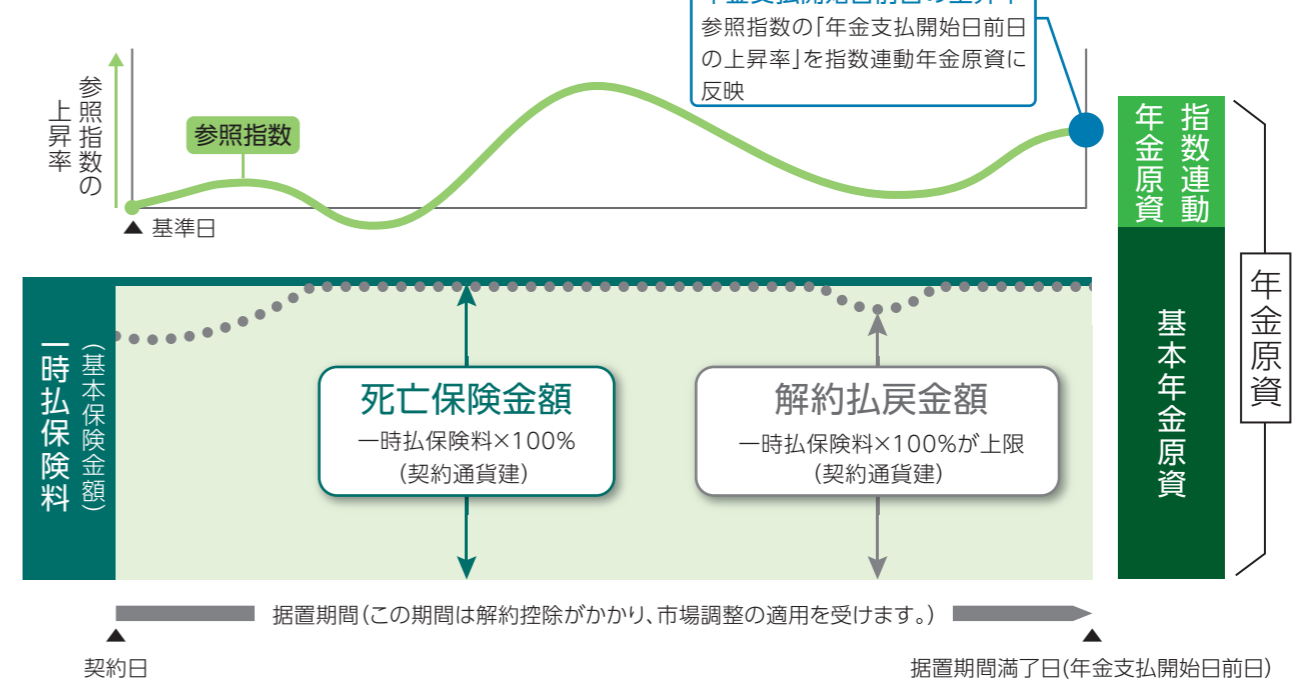 参照指数の「年金支払開始日前日
の上昇率」を指数連動年金原資に
反映
参照指数の
上昇率
参照指数
▲ 基準日
指数連動
年金原資
一時払保険料
(基本保険金額)
死亡保険金額
一時払保険料×100%
(契約通貨建)
解約払戻金額
一時払保険料×100%が上限
(契約通貨建)
基本年金原資
年金原資
据置期間(この期間は解約控除がかかり、市場調整の適用を受けます。)
▲
契約日
▲
据置期間満了日(年金支払開始日前日)